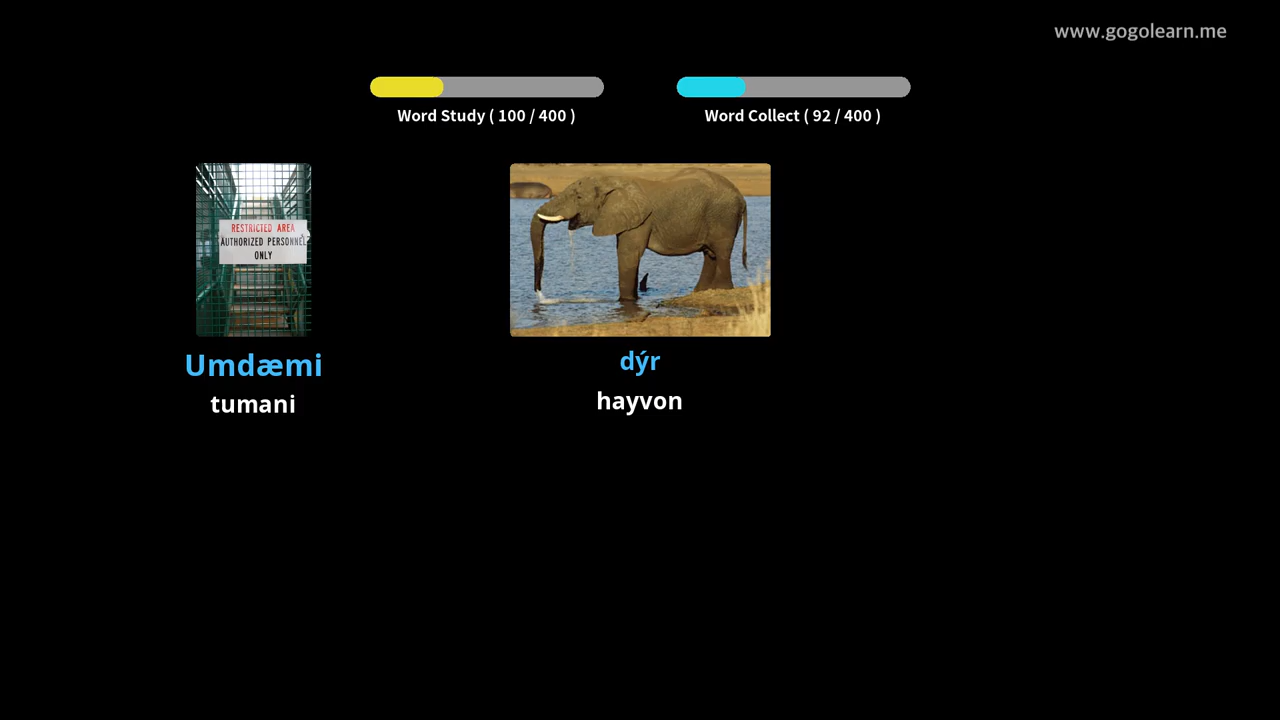 www.gogolearn.me
Word Study ( 100 / 400 )
Word Collect ( 92 / 400 )
RESTRICTED AREA
AUTHORIZED PERSONNEL
ONLY
Umdæmi
tumani
dýr
hayvon